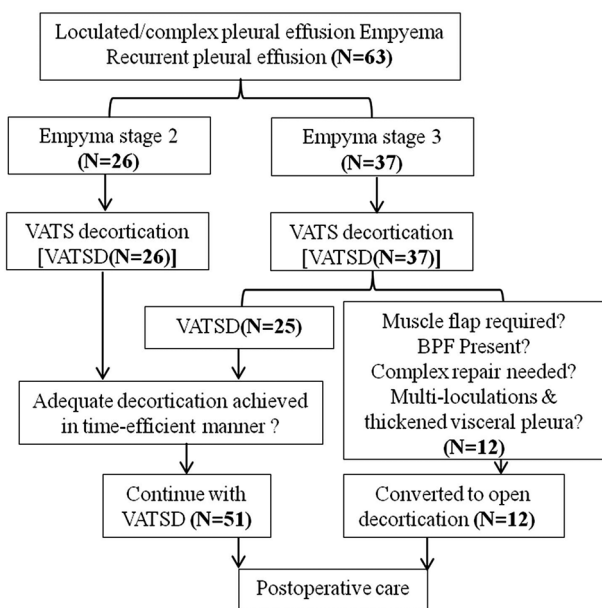 Loculated/complex pleural effusion Empyema
Recurrent pleural effusion (N=63)
Empyma stage 2
(N=26)
Empyma stage 3
(N=37)
VATS decortication
[VATSD(N=26)]
VATS decortication
[VATSD(N=37)]
VATSD(N=25)
Muscle flap required?
BPF Present?
Complex repair needed?
Multi-loculations &
thickened visceral pleura?
(N=12)
Adequate decortication achieved
in time-efficient manner ?
Continue with
VATSD (N=51)
Converted to open
decortication (N=12)
Postoperative care